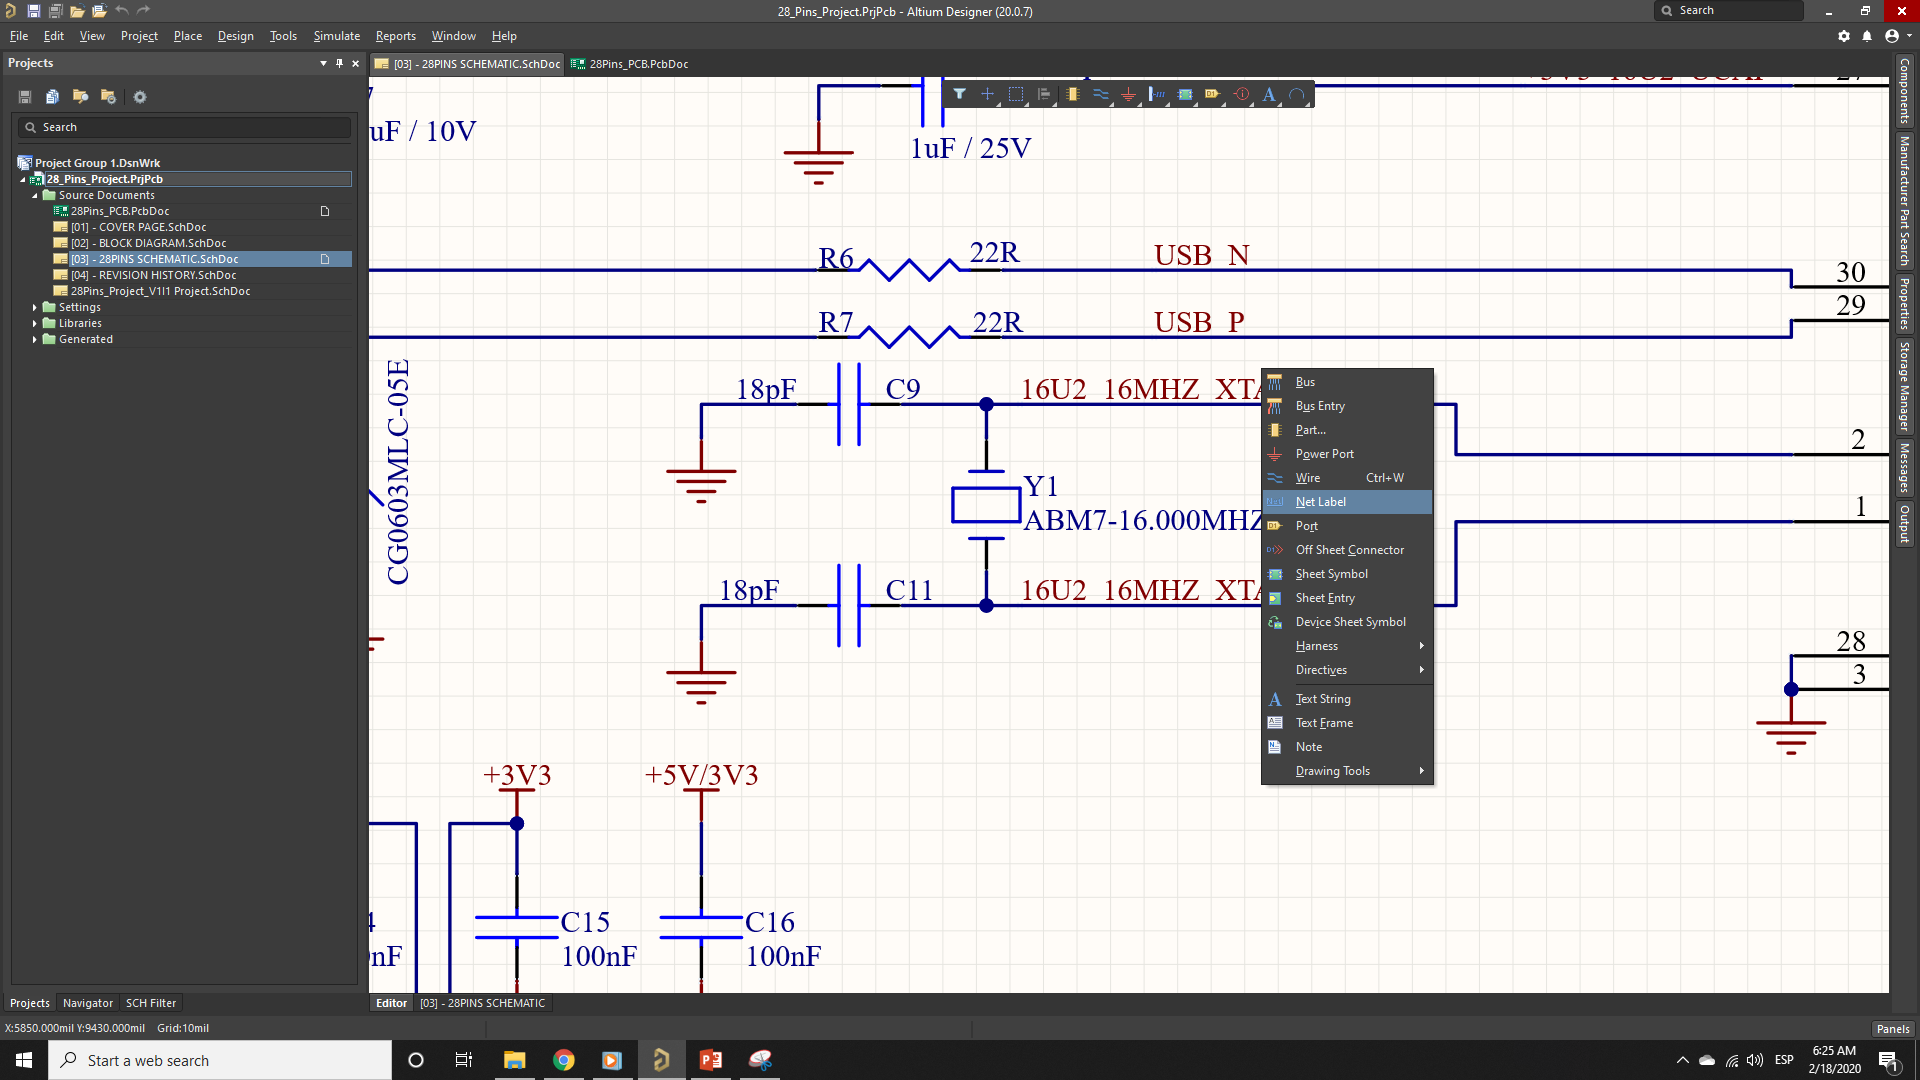 28_Pins_Project.PrjPcb - Altium Designer (20.0.7)
Search
File Edit View Project Place Design Tools Simulate Reports Window Help
Projects
[03] - 28PINS SCHEMATIC.SchDoc
28Pins_PCB.PcbDoc
Search
Project Group 1.DsnWrk
28_Pins_Project.PrjPcb
Source Documents
28Pins_PCB.PcbDoc
[01] - COVER PAGE.SchDoc
[02] - BLOCK DIAGRAM.SchDoc
[03] - 28PINS SCHEMATIC.SchDoc
[04] - REVISION HISTORY.SchDoc
28Pins_Project_V1I1 Project.SchDoc
Settings
Libraries
Generated
uF / 10V
1uF / 25V
R6
22R
USB_N
30
29
R7
22R
USB_P
CG0603MLC-05E
18pF
C9
16U2_16MHZ_XTA
2
Y1
ABM7-16.000MHZ
1
18pF
C11
16U2_16MHZ_XTA
28
3
+3V3
+5V/3V3
4
nF
C15
100nF
C16
100nF
Bus
Bus Entry
Part...
Power Port
Wire Ctrl+W
Net Label
Port
Off Sheet Connector
Sheet Symbol
Sheet Entry
Device Sheet Symbol
Harness
Directives
Text String
Text Frame
Note
Drawing Tools
Components
Manufacturer Part Search
Properties
Storage Manager
Messages
Output
Projects Navigator SCH Filter
Editor [03] - 28PINS SCHEMATIC
X:5850.000mil Y:9430.000mil Grid:10mil
Panels
Start a web search
ESP
6:25 AM
2/18/2020
1